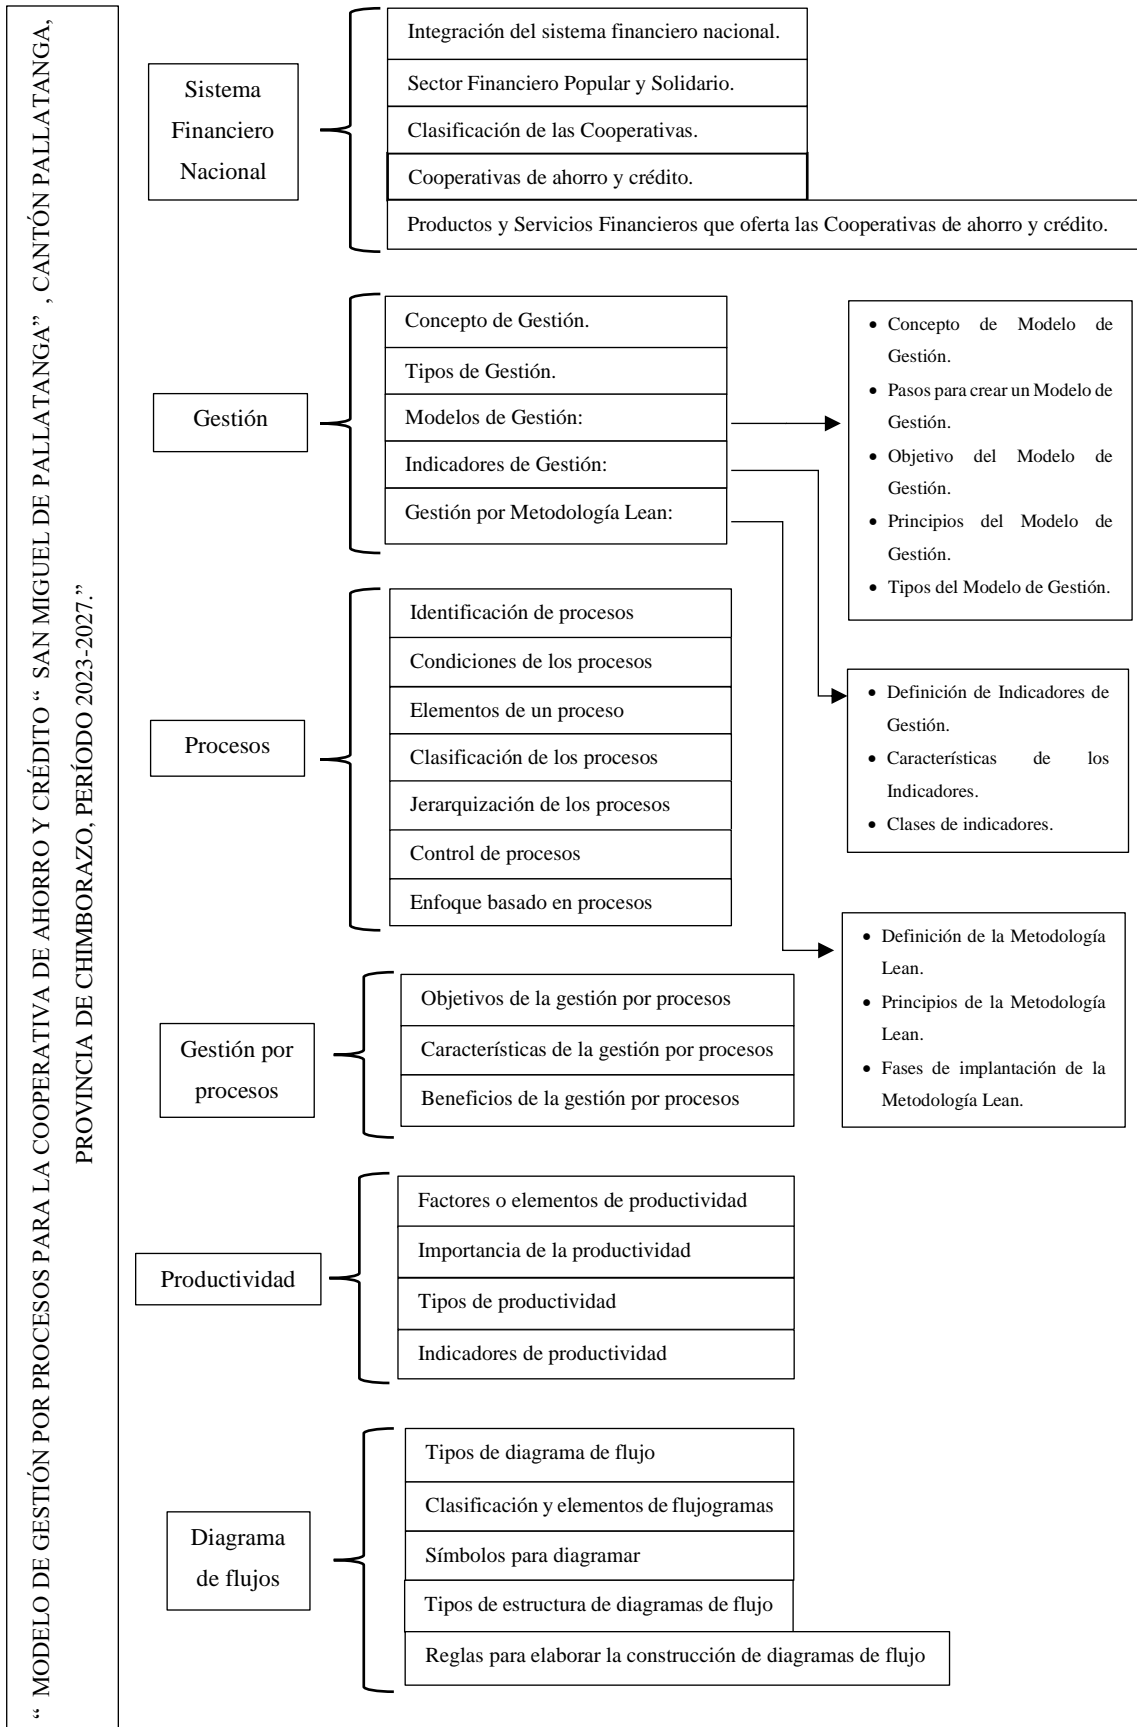 “ MODELO DE GESTIÓN POR PROCESOS PARA LA COOPERATIVA DE AHORRO Y CRÉDITO “ SAN MIGUEL DE PALLATANGA” , CANTÓN PALLATANGA,
PROVINCIA DE CHIMBORAZO, PERÍODO 2023-2027.”
Sistema
Financiero
Nacional
Integración del sistema financiero nacional.
Sector Financiero Popular y Solidario.
Clasificación de las Cooperativas.
Cooperativas de ahorro y crédito.
Productos y Servicios Financieros que oferta las Cooperativas de ahorro y crédito.
Gestión
Concepto de Gestión.
Tipos de Gestión.
Modelos de Gestión:
Indicadores de Gestión:
Gestión por Metodología Lean:
• Concepto de Modelo de
Gestión.
• Pasos para crear un Modelo de
Gestión.
• Objetivo del Modelo de
Gestión.
• Principios del Modelo de
Gestión.
• Tipos del Modelo de Gestión.
• Definición de Indicadores de
Gestión.
• Características de los
Indicadores.
• Clases de indicadores.
• Definición de la Metodología
Lean.
• Principios de la Metodología
Lean.
• Fases de implantación de la
Metodología Lean.
Procesos
Identificación de procesos
Condiciones de los procesos
Elementos de un proceso
Clasificación de los procesos
Jerarquización de los procesos
Control de procesos
Enfoque basado en procesos
Gestión por
procesos
Objetivos de la gestión por procesos
Características de la gestión por procesos
Beneficios de la gestión por procesos
Productividad
Factores o elementos de productividad
Importancia de la productividad
Tipos de productividad
Indicadores de productividad
Diagrama
de flujos
Tipos de diagrama de flujo
Clasificación y elementos de flujogramas
Símbolos para diagramar
Tipos de estructura de diagramas de flujo
Reglas para elaborar la construcción de diagramas de flujo